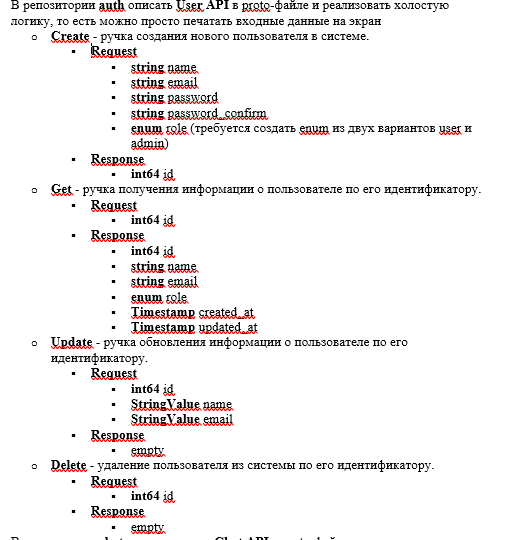 В репозитории auth описать User API в proto-файле и реализовать холостую
логику, то есть можно просто печатать входные данные на экран
o Create - ручка создания нового пользователя в системе.
▪ Request
▪ string name
▪ string email
▪ string password
▪ string password_confirm
▪ enum role (требуется создать enum из двух вариантов user и
admin)
▪ Response
▪ int64 id
o Get - ручка получения информации о пользователе по его идентификатору.
▪ Request
▪ int64 id
▪ Response
▪ int64 id
▪ string name
▪ string email
▪ enum role
▪ Timestamp created_at
▪ Timestamp updated_at
o Update - ручка обновления информации о пользователе по его
идентификатору.
▪ Request
▪ int64 id
▪ StringValue name
▪ StringValue email
▪ Response
▪ empty
o Delete - удаление пользователя из системы по его идентификатору.
▪ Request
▪ int64 id
▪ Response
▪ empty